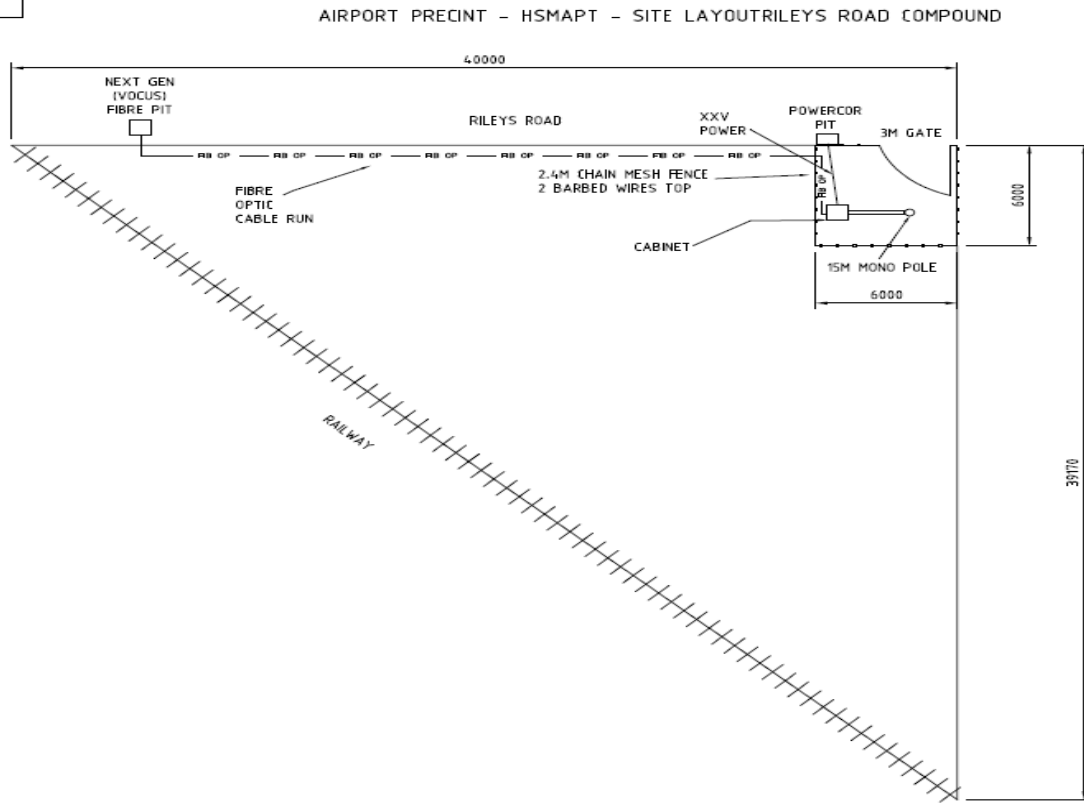 AIRPORT PRECINT - HSMAPT - SITE LAYOUTRILEYS ROAD COMPOUND
40000
NEXT GEN
(VOCUS)
FIBRE PIT
RILEYS ROAD
XXV
POWER
POWERCOR
PIT
3M GATE
2.4M CHAIN MESH FENCE
2 BARBED WIRES TOP
FIBRE
OPTIC
CABLE RUN
6000
CABINET
15M MONO POLE
6000
RAILWAY
39170